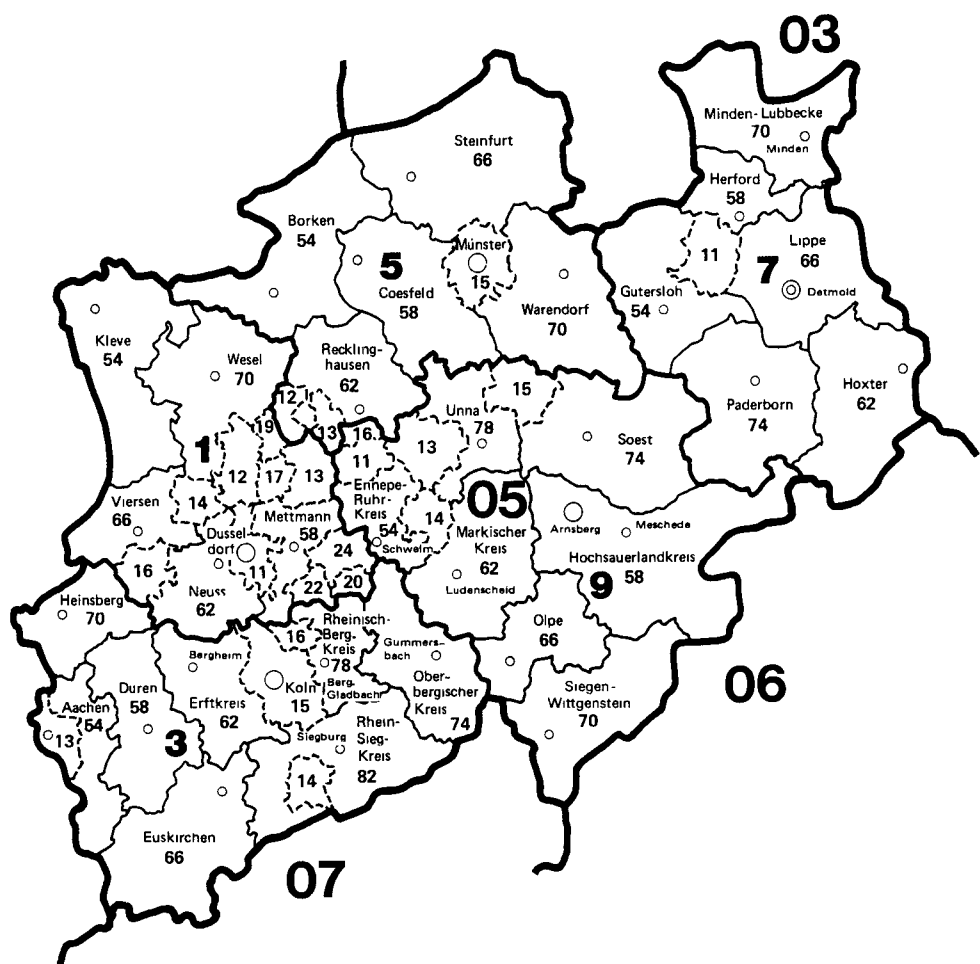 03
Minden-Lubbecke
70
Minden
Steinfurt
66
Herford
58
Borken
54
Münster
15
5
Coesfeld
58
Warendorf
70
11
7
Lippe
66
Detmold
Gutersloh
54
Kleve
54
Wesel
70
Reckling-
hausen
62
Hoxter
62
Paderborn
74
12
13
19
16
15
Unna
78
13
Soest
74
1
12
17
13
11
14
Ennepe-
Ruhr-
Kreis
54
Schwelm
14
05
Viersen
66
Mettmann
58
Dussel
dorf
11
24
22
20
Markischer
Kreis
62
Ludenscheid
Arnsberg
Meschede
Hochsauerlandkreis
58
9
16
Neuss
62
Heinsberg
70
Olpe
66
16
Rheinisch-
Berg.
Kreis
78
Berg.
Gladbach
Gummers-
bach
Ober-
bergischer
Kreis
74
06
Siegen-
Wittgenstein
70
Bergheim
Erftkreis
62
Koln
15
Duren
58
Aachen
54
13
3
Siegburg
Rhein-
Sieg-
Kreis
82
14
Euskirchen
66
07